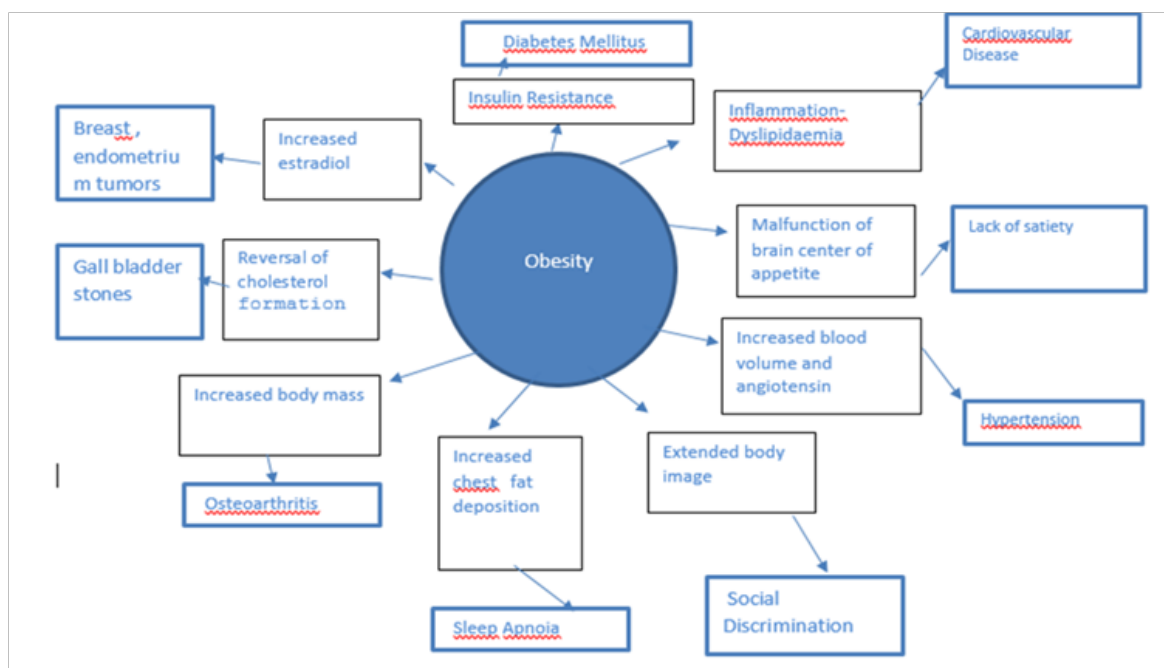 Diabetes Mellitus
Insulin Resistance
Cardiovascular
Disease
Inflammation-
Dyslipidaemia
Breast ,
endometriu
m tumors
Increased
estradiol
Malfunction of
brain center of
appetite
Lack of satiety
Gall bladder
stones
Reversal of
cholesterol
formation
Obesity
Increased blood
volume and
angiotensin
Hypertension
Increased body mass
Osteoarthritis
Increased
chest fat
deposition
Extended body
image
Sleep Apnoia
Social
Discrimination